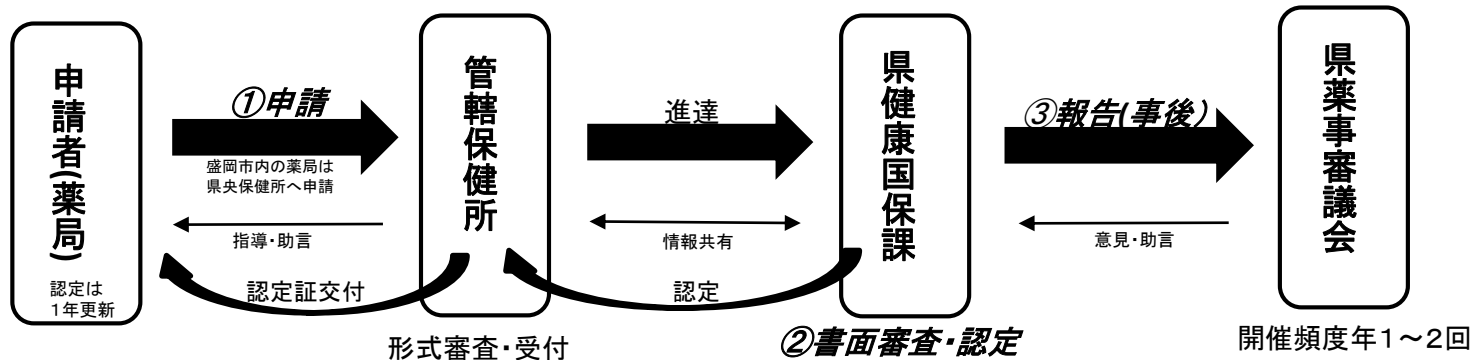 申請者(薬局)
認定は
1年更新
①申請
盛岡市内の薬局は
県央保健所へ申請
指導・助言
認定証交付
管轄保健所
形式審査・受付
進達
情報共有
認定
県健康国保課
②書面審査・認定
③報告(事後）
意見・助言
県薬事審議会
開催頻度年１～２回